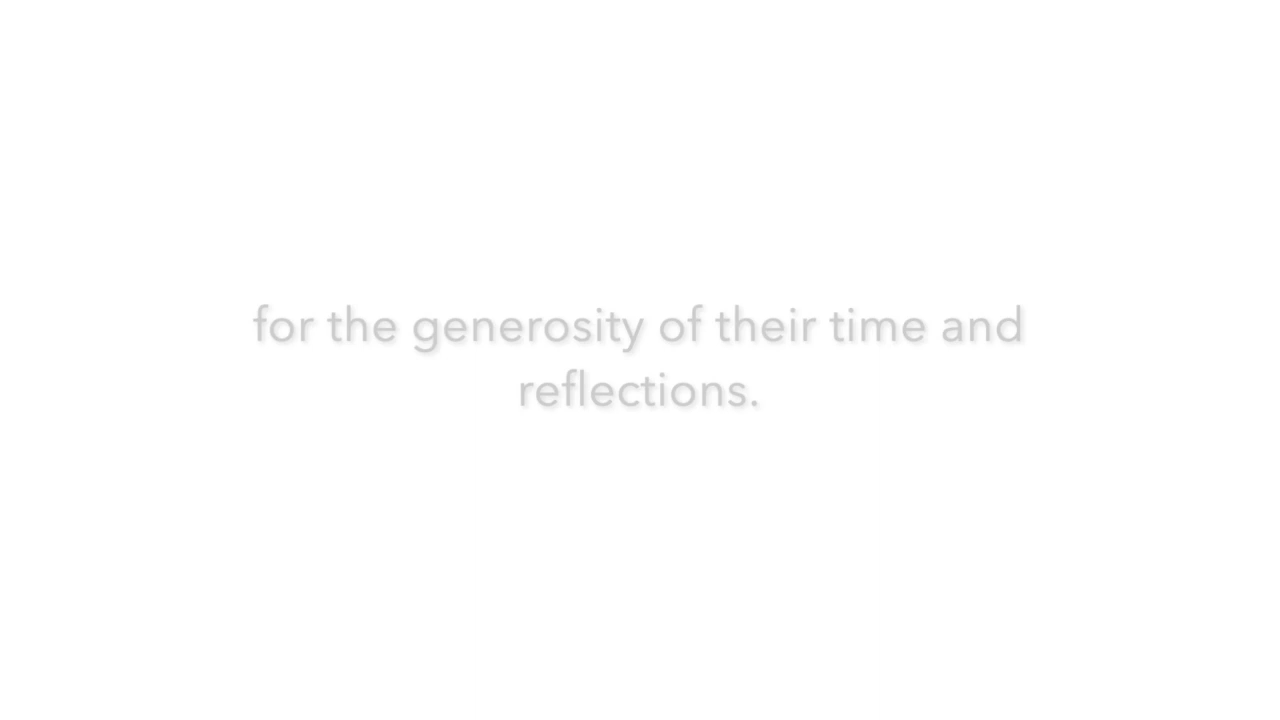 for the generosity of their time and
reflections.